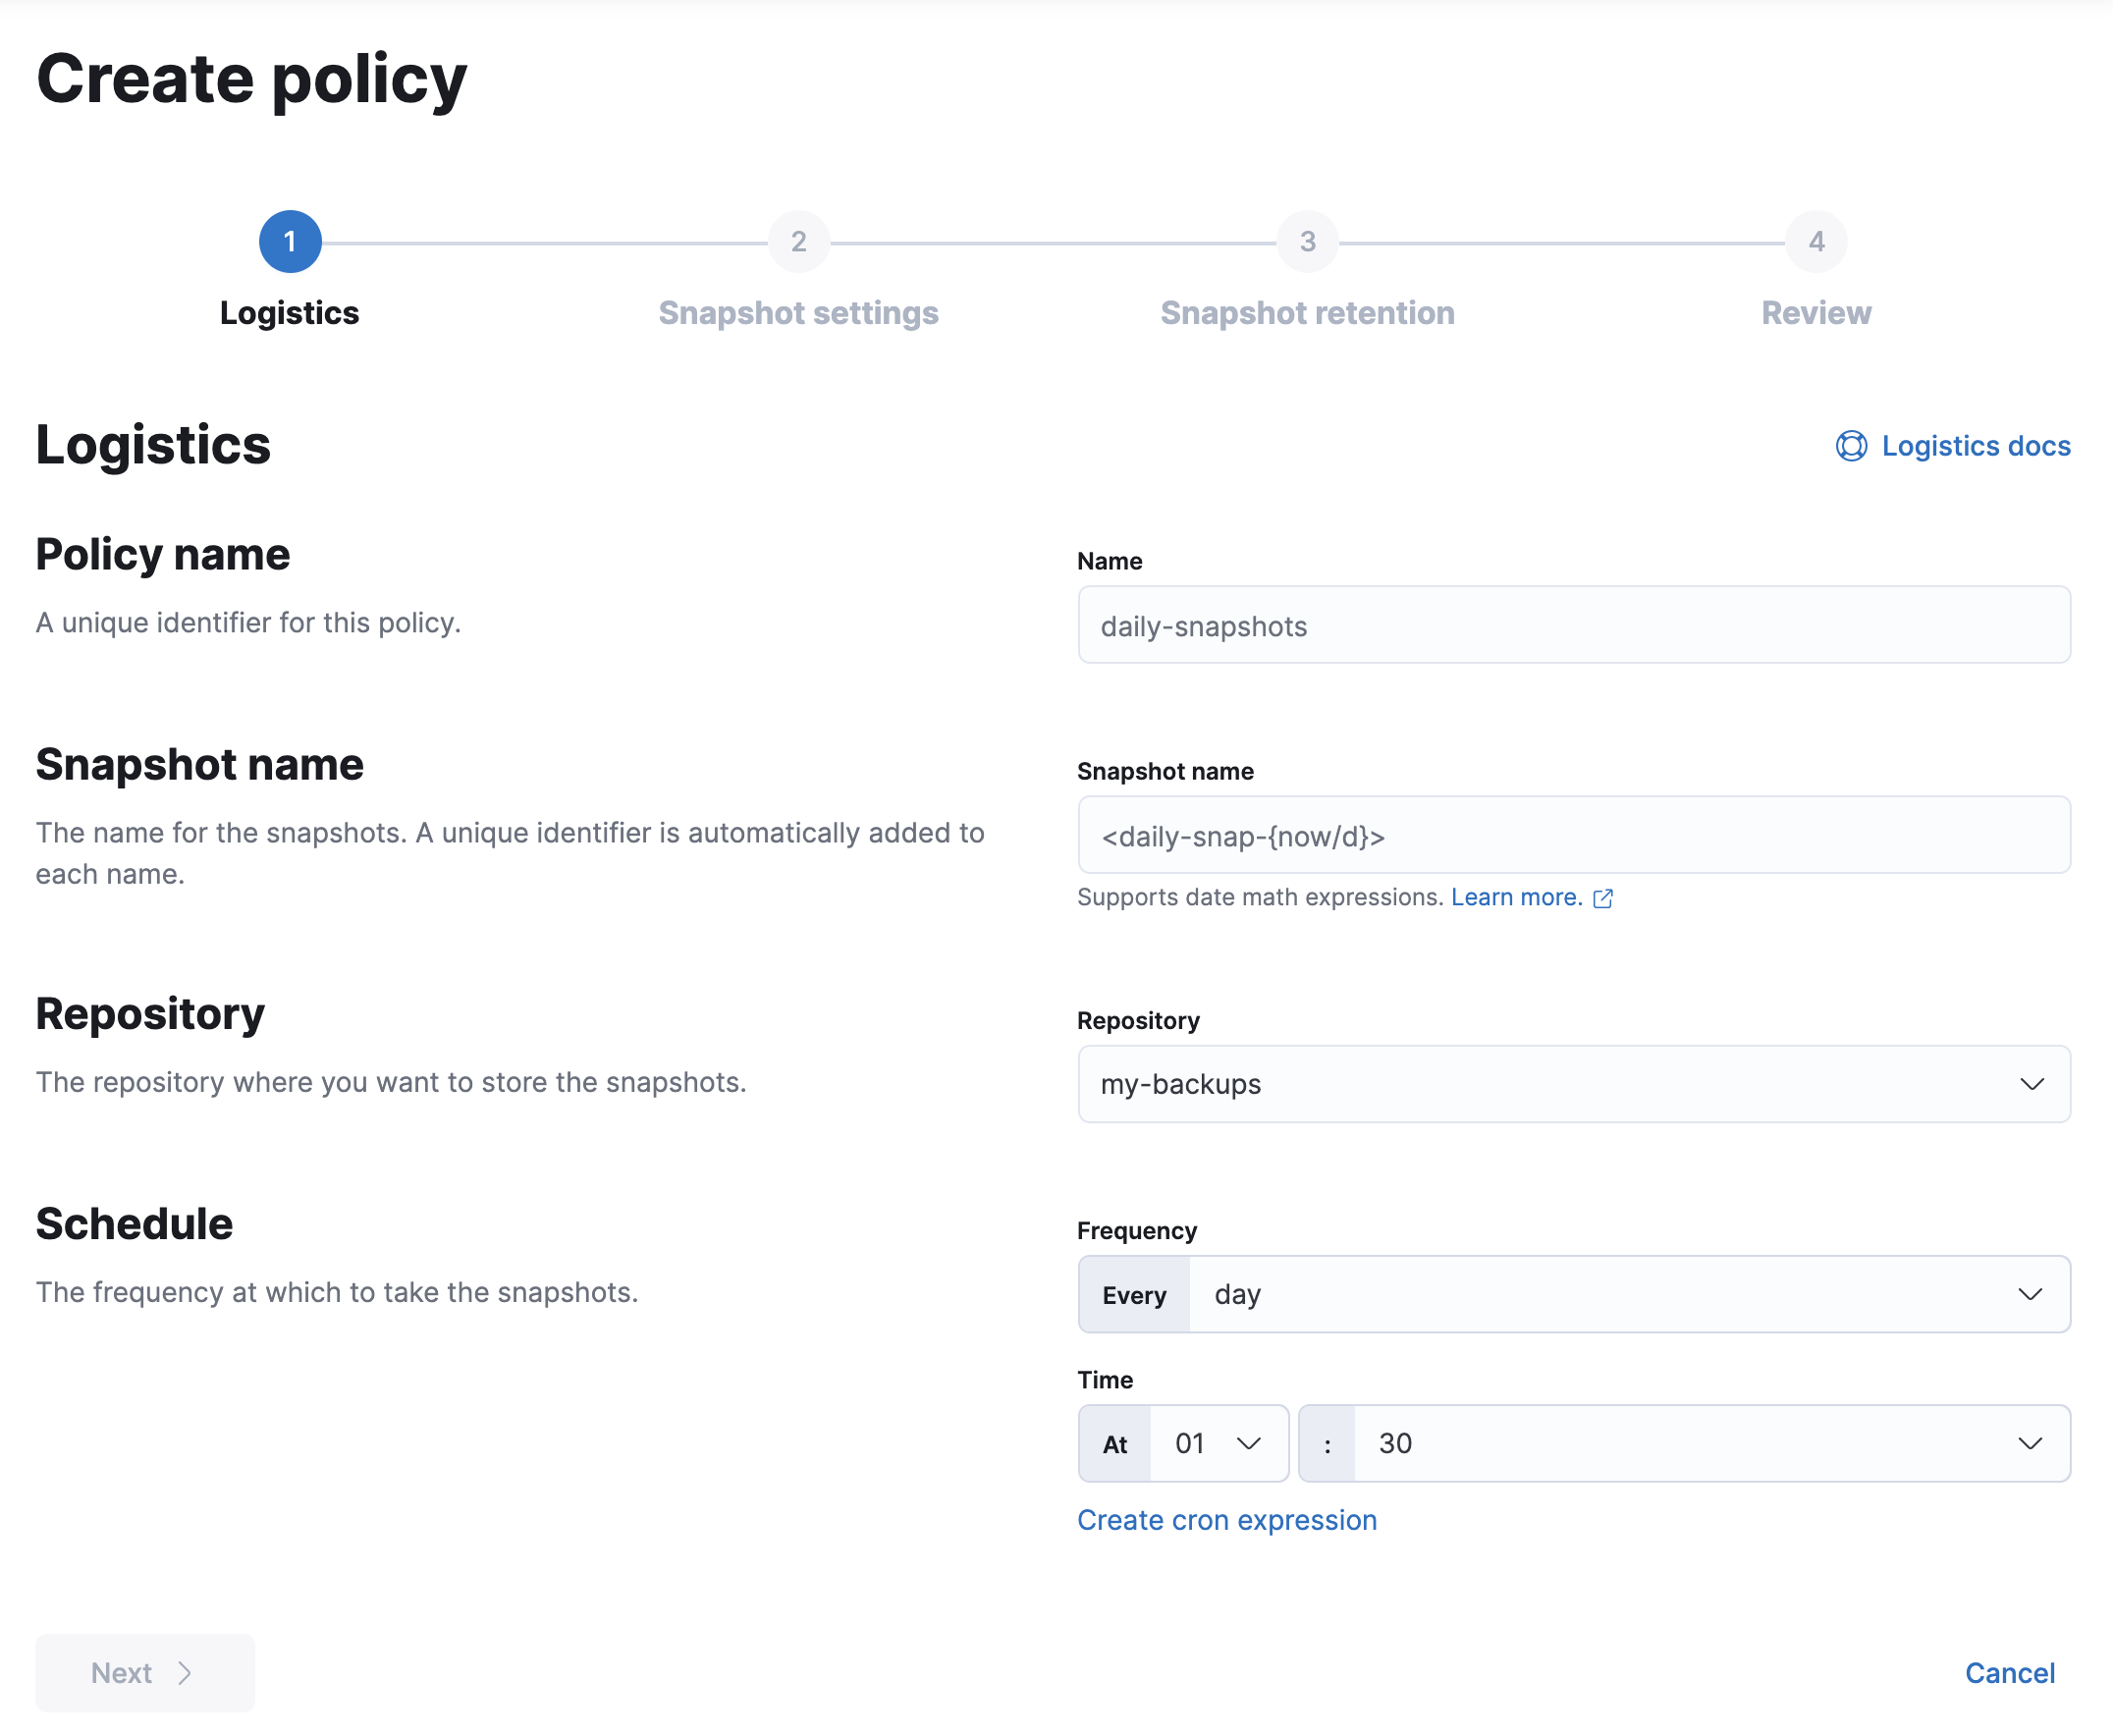 Create policy
1
2
3
4
Logistics
Snapshot settings
Snapshot retention
Review
Logistics
Logistics docs
Policy name
A unique identifier for this policy.
Name
daily-snapshots
Snapshot name
The name for the snapshots. A unique identifier is automatically added to
each name.
Snapshot name
<daily-snap-{now/d}>
Supports date math expressions. Learn more.
Repository
The repository where you want to store the snapshots.
Repository
my-backups
Schedule
The frequency at which to take the snapshots.
Frequency
Every day
Time
At 01 : 30
Create cron expression
Next
Cancel